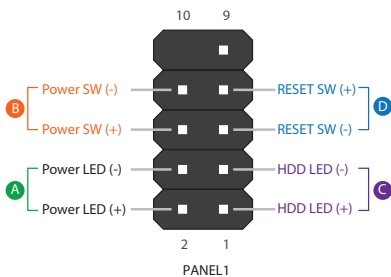 10 9
Power SW (-) RESET SW (+)
B D
Power SW (+) RESET SW (-)
Power LED (-) HDD LED (-)
A C
Power LED (+) HDD LED (+)
2 1
PANEL1